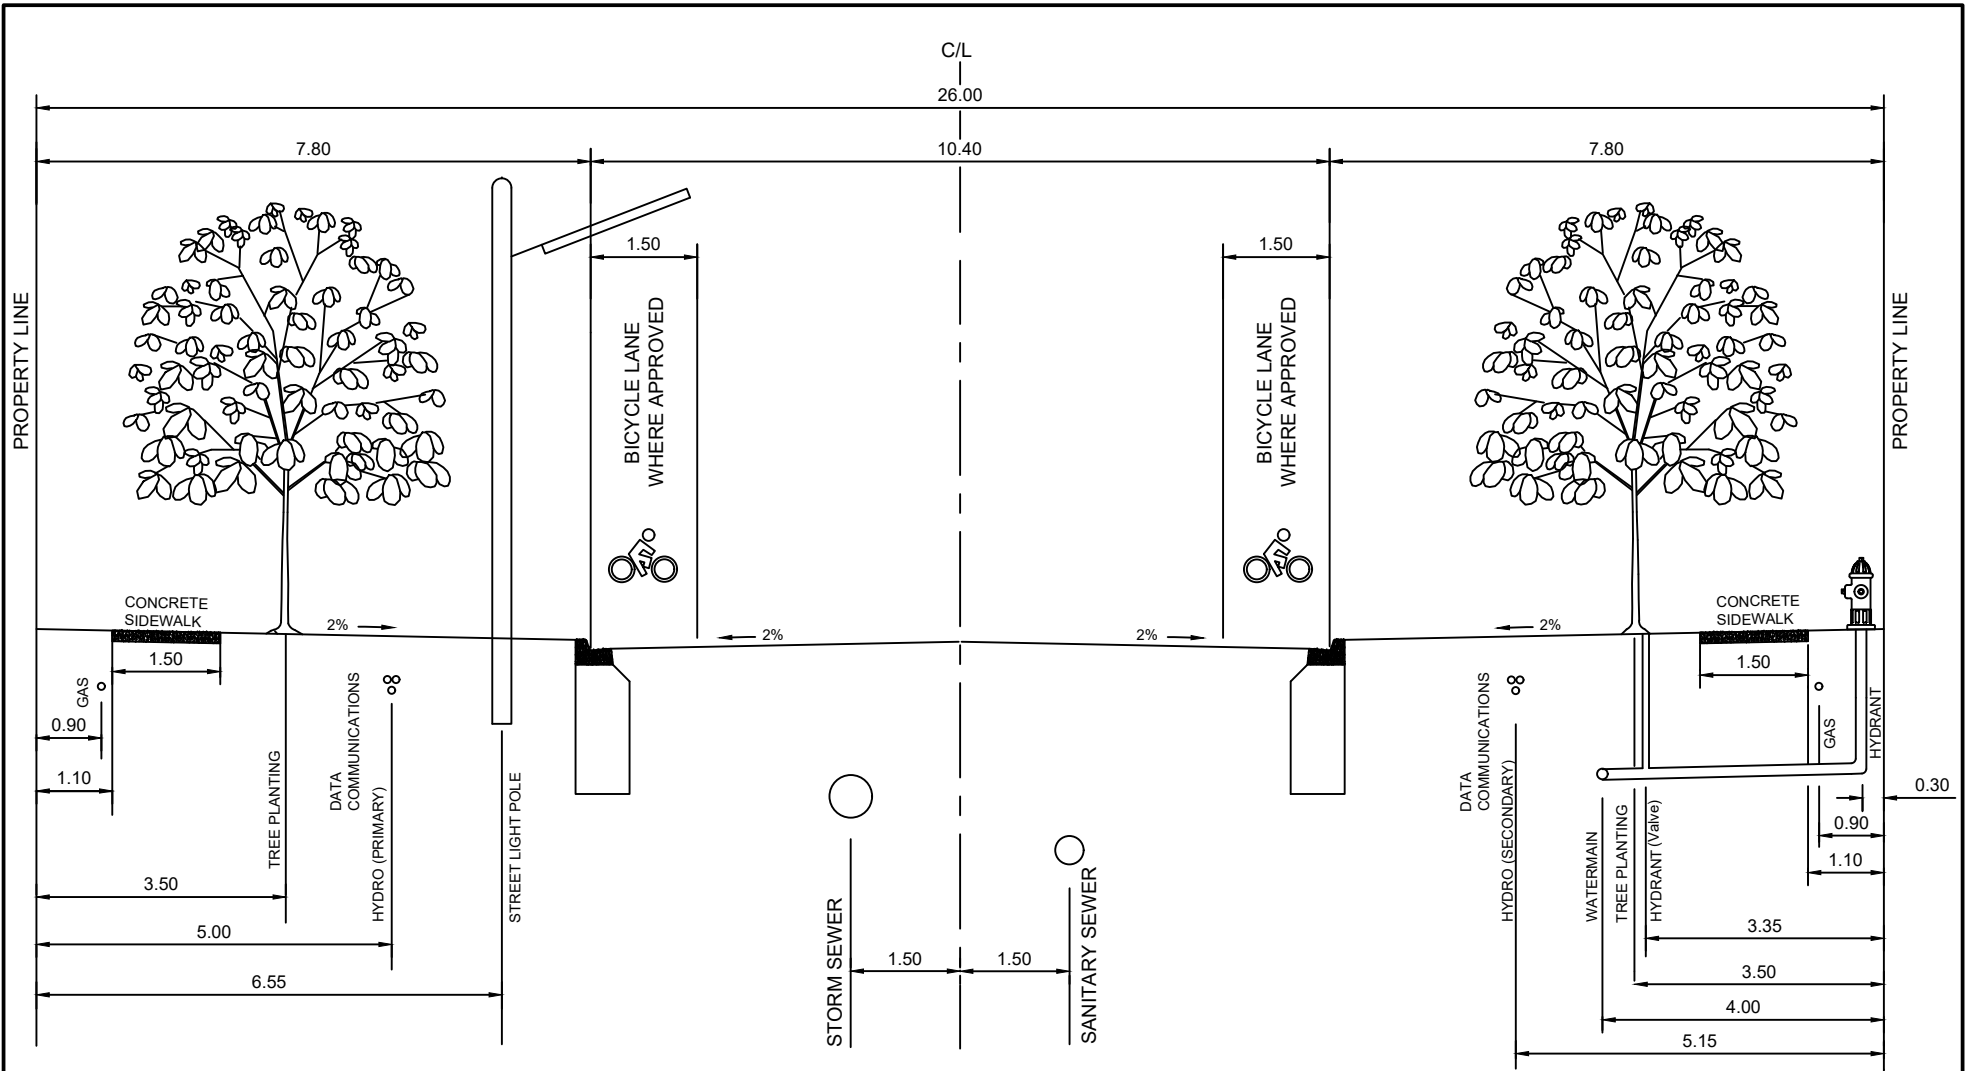 C/L
26.00
7.80
10.40
7.80
1.50
1.50
PROPERTY LINE
BICYCLE LANE
WHERE APPROVED
BICYCLE LANE
WHERE APPROVED
PROPERTY LINE
CONCRETE
SIDEWALK
2%
2%
2%
2%
CONCRETE
SIDEWALK
1.50
1.50
GAS
0.90
1.10
TREE PLANTING
DATA
COMMUNICATIONS
HYDRO (PRIMARY)
STREET LIGHT POLE
3.50
5.00
6.55
STORM SEWER
1.50
1.50
SANITARY SEWER
DATA
COMMUNICATIONS
HYDRO (SECONDARY)
WATERMAIN
TREE PLANTING
HYDRANT (Valve)
GAS
HYDRANT
0.30
0.90
1.10
3.35
3.50
4.00
5.15